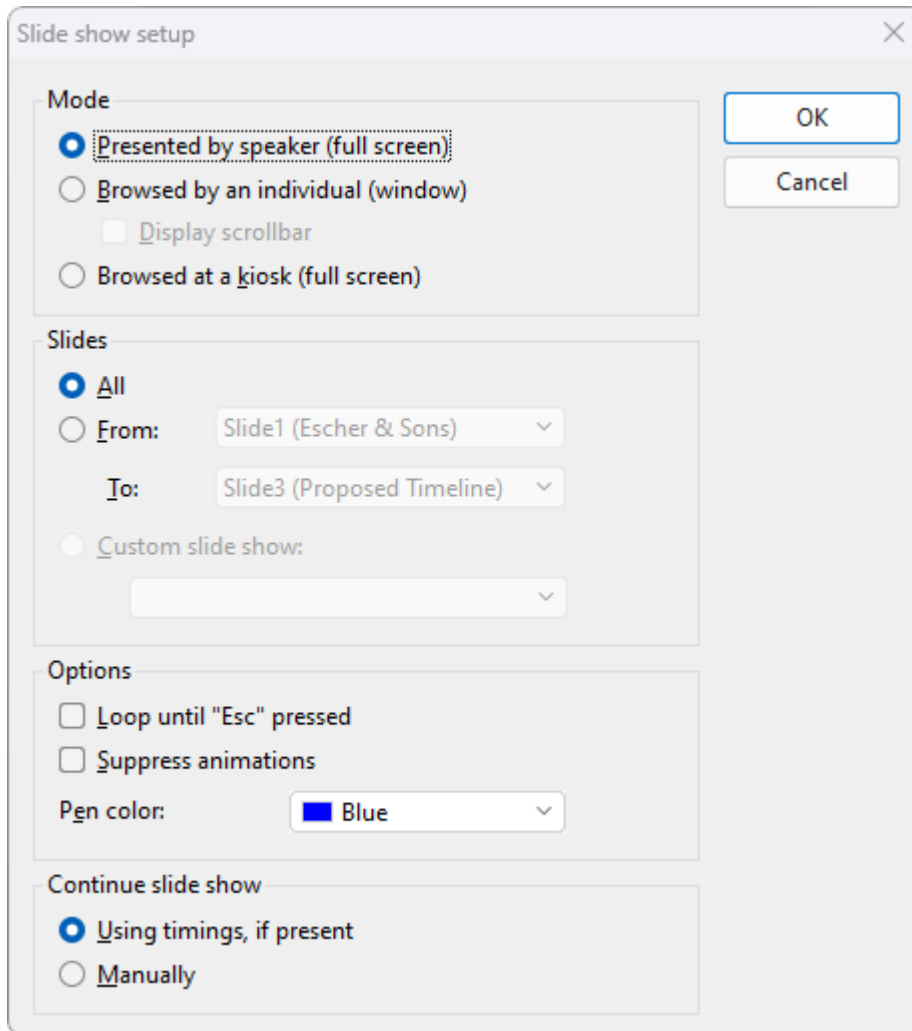 Slide show setup
Mode
OK
Presented by speaker (full screen)
Cancel
Browsed by an individual (window)
Display scrollbar
Browsed at a kiosk (full screen)
Slides
All
From: Slide1 (Escher & Sons)
To: Slide3 (Proposed Timeline)
Custom slide show:
Options
Loop until "Esc" pressed
Suppress animations
Pen color: Blue
Continue slide show
Using timings, if present
Manually